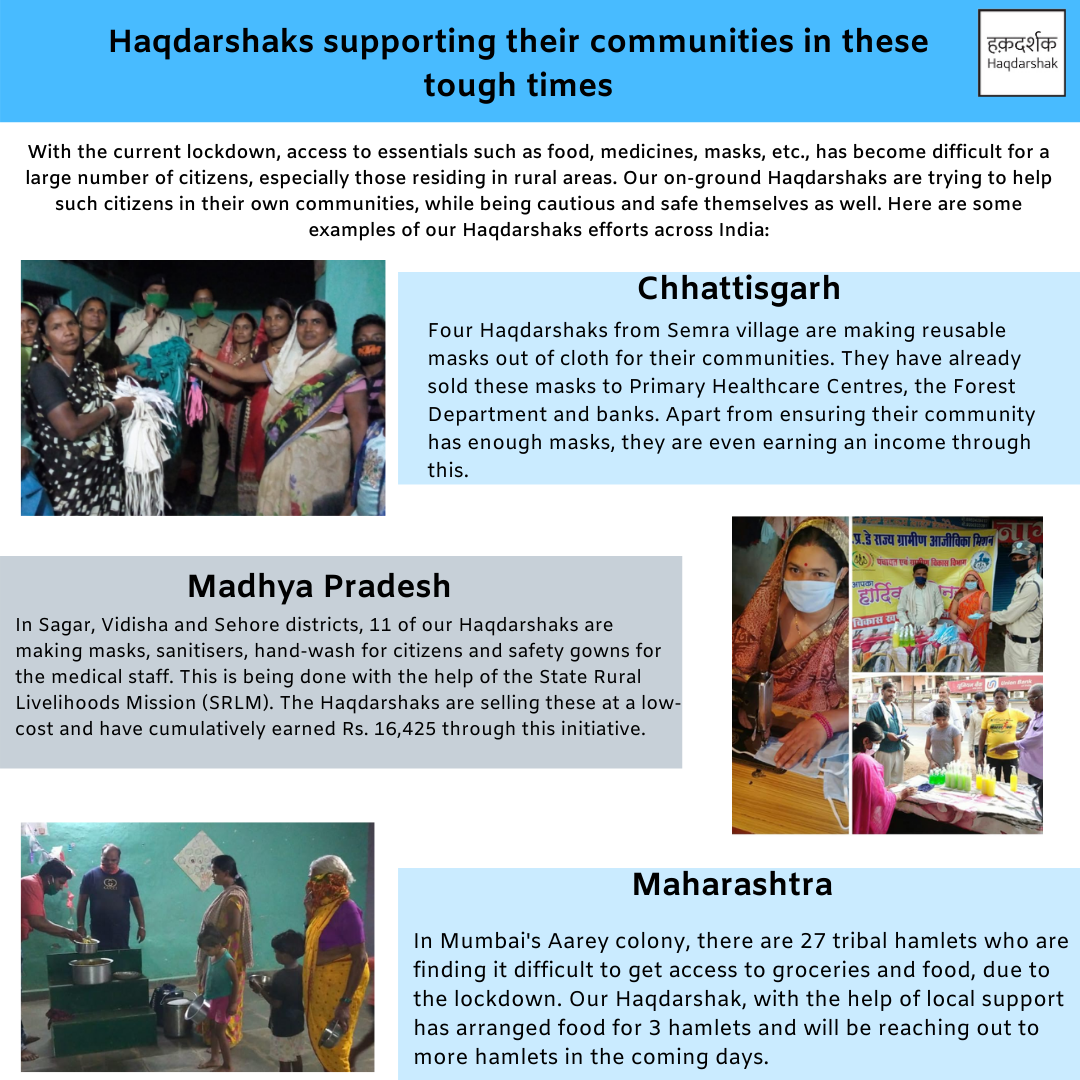 Haqdarshaks supporting their communities in these
tough times
हक़दर्शक
Haqdarshak
With the current lockdown, access to essentials such as food, medicines, masks, etc., has become difficult for a
large number of citizens, especially those residing in rural areas. Our on-ground Haqdarshaks are trying to help
such citizens in their own communities, while being cautious and safe themselves as well. Here are some
examples of our Haqdarshaks efforts across India:
Chhattisgarh
Four Haqdarshaks from Semra village are making reusable
masks out of cloth for their communities. They have already
sold these masks to Primary Healthcare Centres, the Forest
Department and banks. Apart from ensuring their community
has enough masks, they are even earning an income through
this.
प्र.डे राज्य ग्रामीण आजीविका मिशन
पंचायत एवं ग्रामीण विकास विभाग
आपका
हार्दिक
विकास
Union Bank
Madhya Pradesh
In Sagar, Vidisha and Sehore districts, 11 of our Haqdarshaks are
making masks, sanitisers, hand-wash for citizens and safety gowns for
the medical staff. This is being done with the help of the State Rural
Livelihoods Mission (SRLM). The Haqdarshaks are selling these at a low-
cost and have cumulatively earned Rs. 16,425 through this initiative.
Maharashtra
In Mumbai's Aarey colony, there are 27 tribal hamlets who are
finding it difficult to get access to groceries and food, due to
the lockdown. Our Haqdarshak, with the help of local support
has arranged food for 3 hamlets and will be reaching out to
more hamlets in the coming days.